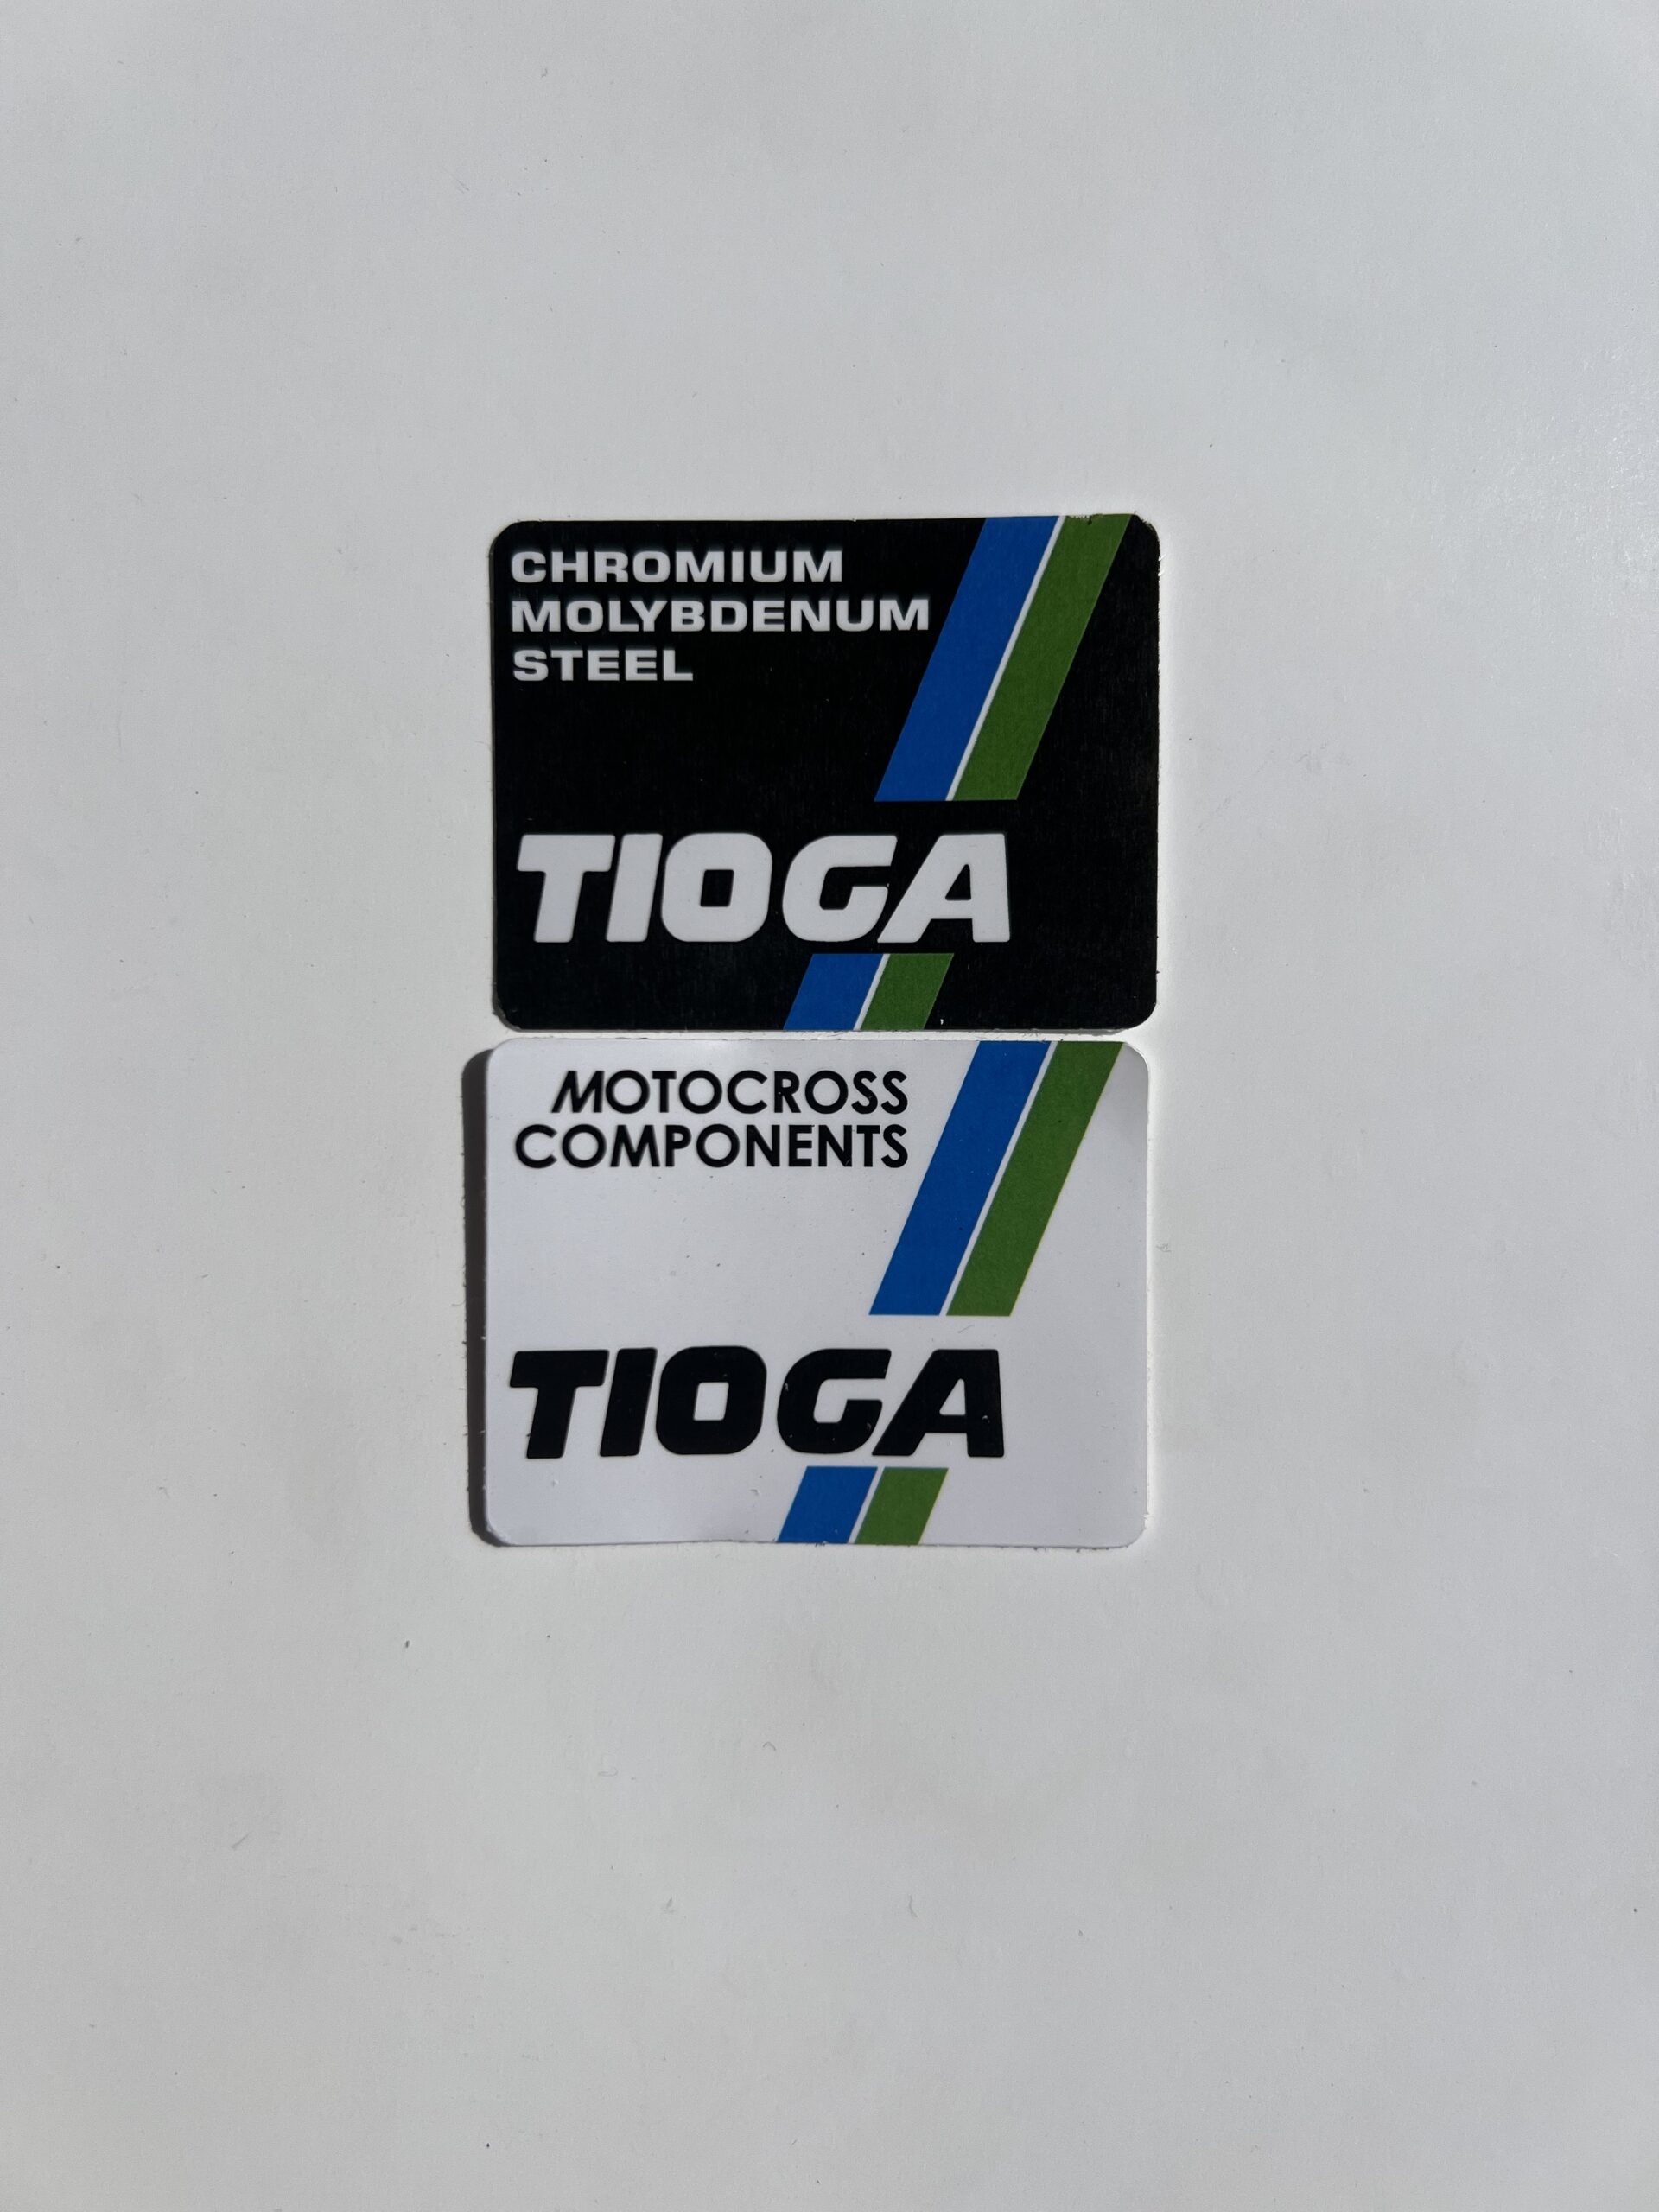 CHROMIUM
MOLYBDENUM
STEEL
TIOGA
MOTOCROSS
COMPONENTS
TIOGA